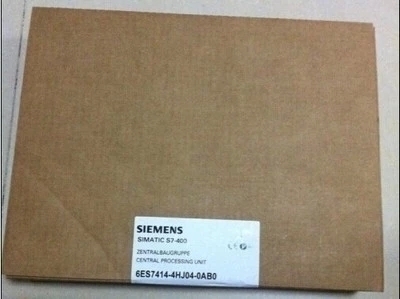 SIEMENS
SIMATIC S7-400
ZENTRALBAUGRUPPE
CENTRAL PROCESSING UNIT
6ES7414-4HJ04-0AB0